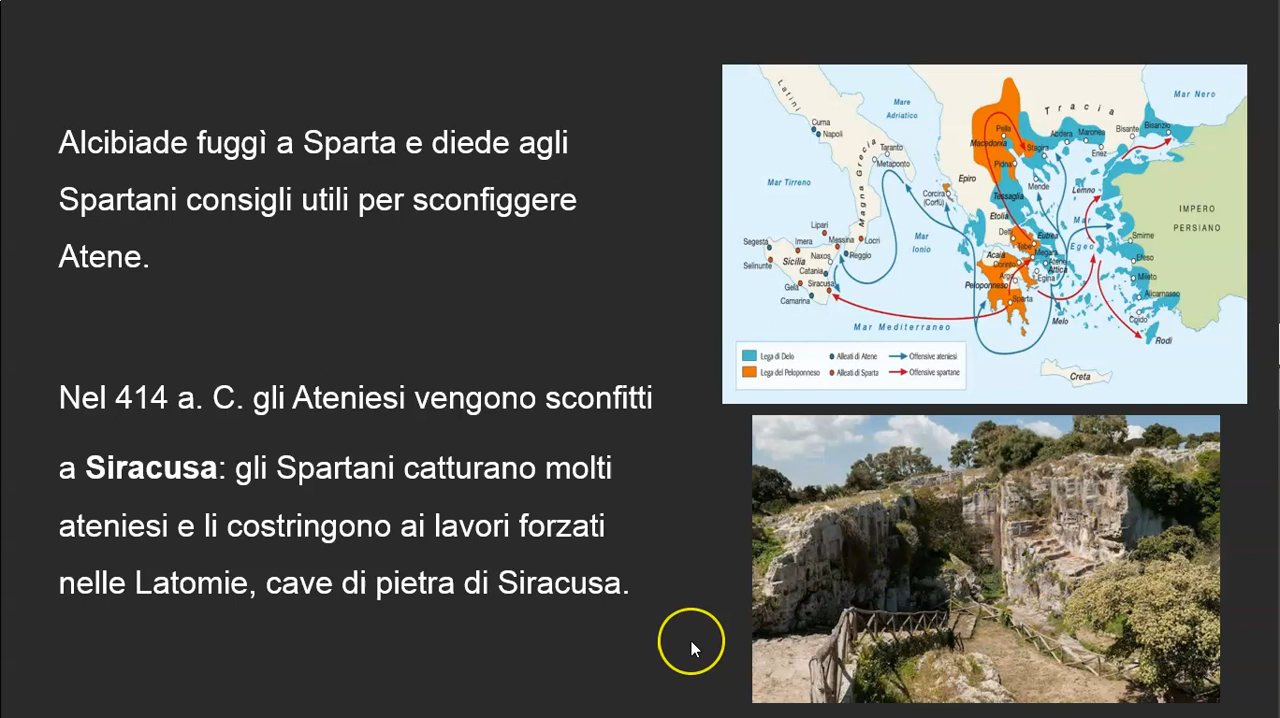 Alcibiade fuggì a Sparta e diede agli
Spartani consigli utili per sconfiggere
Atene.
Nel 414 a. C. gli Ateniesi vengono sconfitti
a Siracusa: gli Spartani catturano molti
ateniesi e li costringono ai lavori forzati
nelle Latomie, cave di pietra di Siracusa.
Latini
Mare
Adriatico
Tracia
Mar Nero
Cuma
Napoli
Taranto
Metaponto
Magna Grecia
Mar Tirreno
Pella
Macedonia
Pidna
Stagira
Abdera
Maronea
Enez
Bisante
Bisanzio
Epiro
Mende
Lemno
Corcira
(Corfù)
Tessaglia
Etolia
IMPERO
PERSIANO
Mar
Egeo
Mar
Ionio
Lipari
Messina
Locri
Reggio
Segesta
Imera
Naxos
Selinunte
Sicilia
Catania
Gela
Siracusa
Camarina
Eubea
Tebe
Megara
Acaia
Corinto
Atene
Attica
Egina
Peloponneso
Sparta
Melo
Smirne
Efeso
Mileto
Alicarnasso
Rodi
Mar Mediterraneo
Creta
Lega di Delo
Alleati di Atene
Offensive ateniesi
Lega del Peloponneso
Alleati di Sparta
Offensive spartane